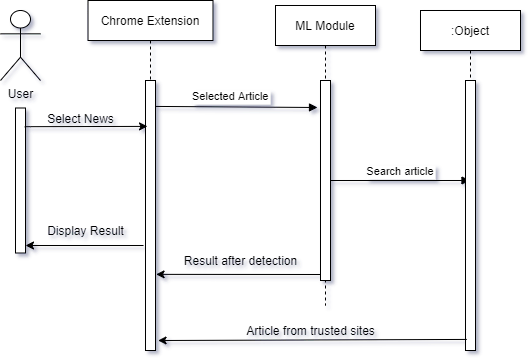 Chrome Extension
ML Module
:Object
User
Selected Article
Select News
Search article
Display Result
Result after detection
Article from trusted sites